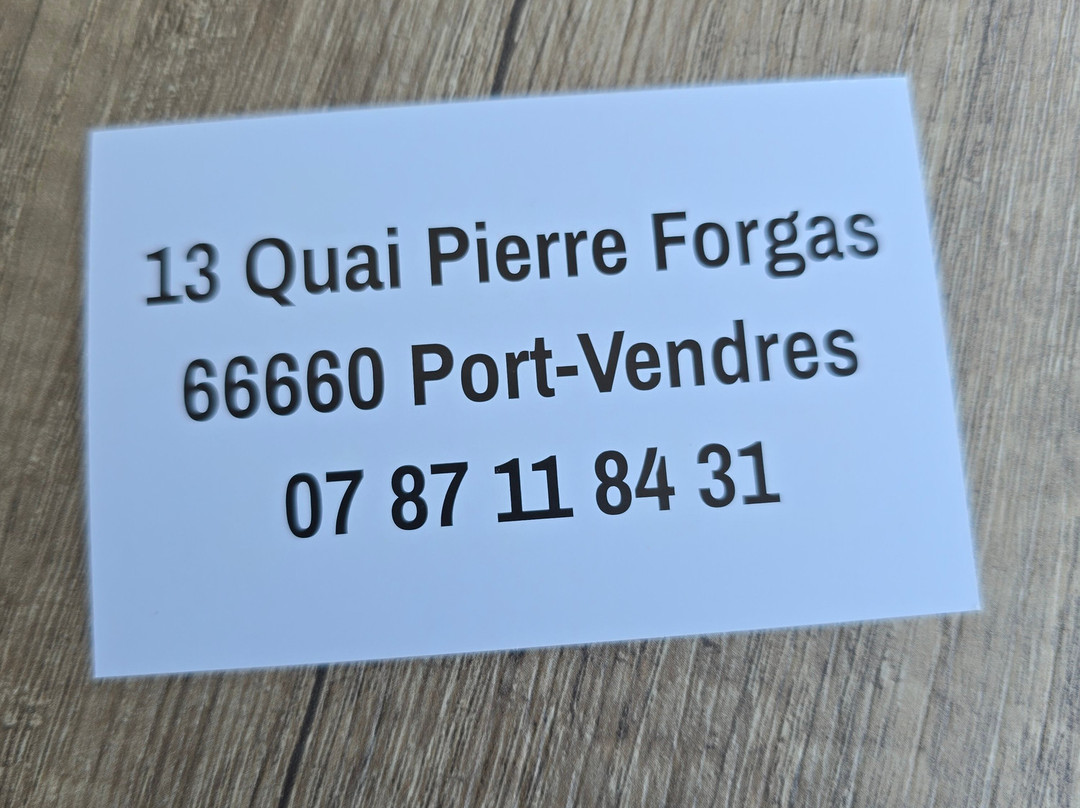 13 Quai Pierre Forgas
66660 Port-Vendres
07 87 11 84 31